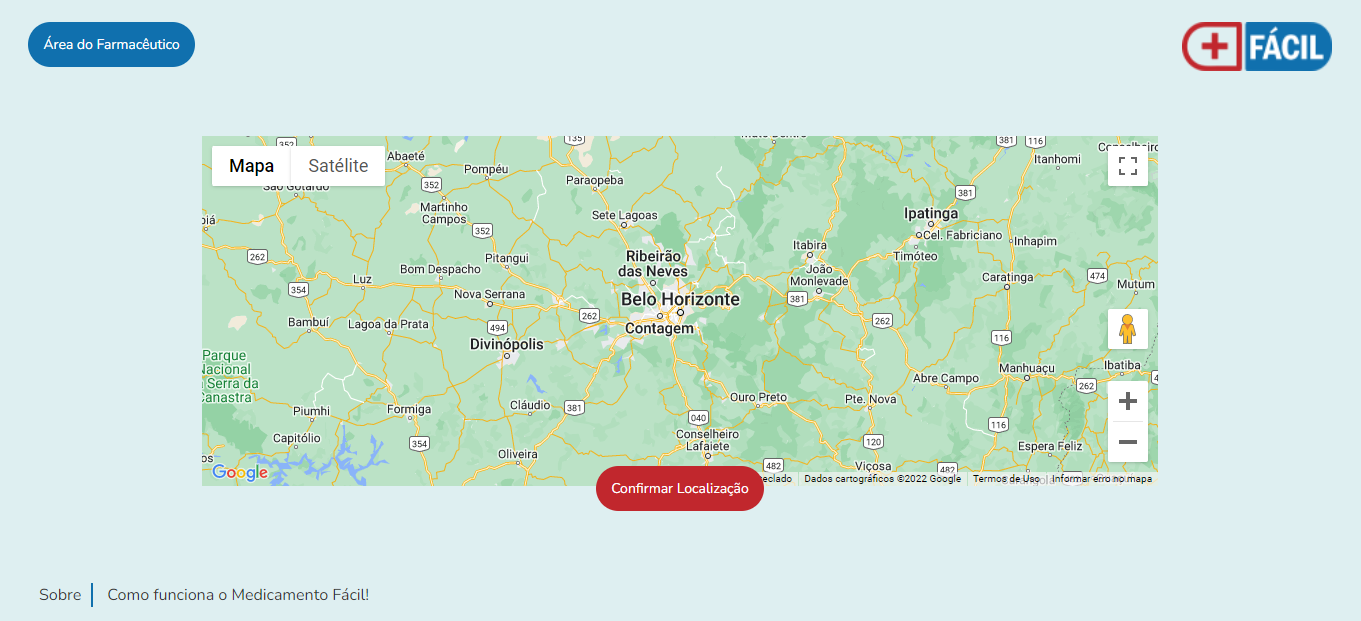 Área do Farmacêutico
FÁCIL
Mapa
Satélite
352
135
381
116
Abaeté
Pompéu
Paraopeba
Itanhomi
352
381
Martinho
Campos
Sete Lagoas
Ipatinga
352
Cel. Fabriciano
Inhapim
262
Pitangui
Ribeirão
das Neves
Itabira
Timóteo
Luz
Bom Despacho
João
Monlevade
Caratinga
474
Mutum
354
Nova Serrana
Belo Horizonte
381
Bambuí
Lagoa da Prata
494
262
Contagem
262
116
Divinópolis
Parque
Nacional
Serra da
Canastra
Abre Campo
Manhuaçu
Ibatiba
262
Piumhi
Formiga
Cláudio
381
Ouro Preto
Pte. Nova
040
116
Capitólio
354
Oliveira
Conselheiro
Lafaiete
120
Espera Feliz
482
Viçosa
482
Google
Confirmar Localização
Dados cartográficos ©2022 Google
Termos de Uso
Informar erro no mapa
Sobre
Como funciona o Medicamento Fácil!